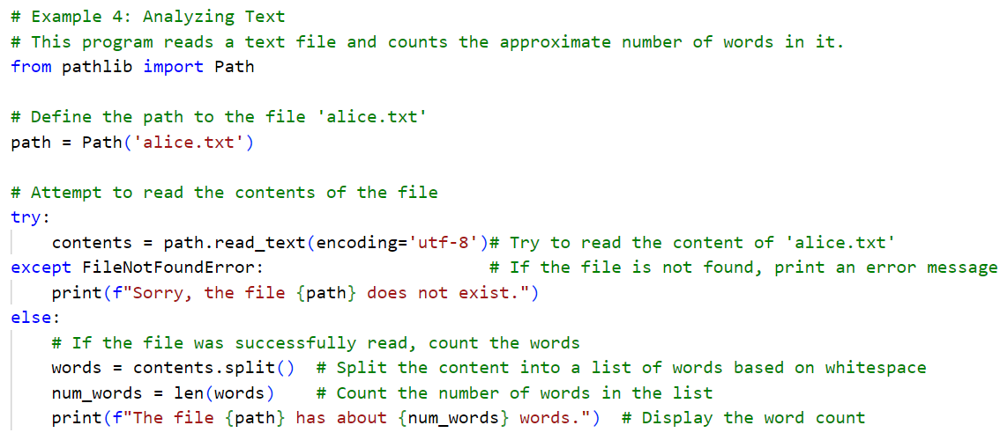 # Example 4: Analyzing Text
# This program reads a text file and counts the approximate number of words in it.
from pathlib import Path

# Define the path to the file 'alice.txt'
path = Path('alice.txt')

# Attempt to read the contents of the file
try:
    contents = path.read_text(encoding='utf-8')# Try to read the content of 'alice.txt'
except FileNotFoundError:                      # If the file is not found, print an error message
    print(f"Sorry, the file {path} does not exist.")
else:
    # If the file was successfully read, count the words
    words = contents.split()  # Split the content into a list of words based on whitespace
    num_words = len(words)    # Count the number of words in the list
    print(f"The file {path} has about {num_words} words.")  # Display the word count